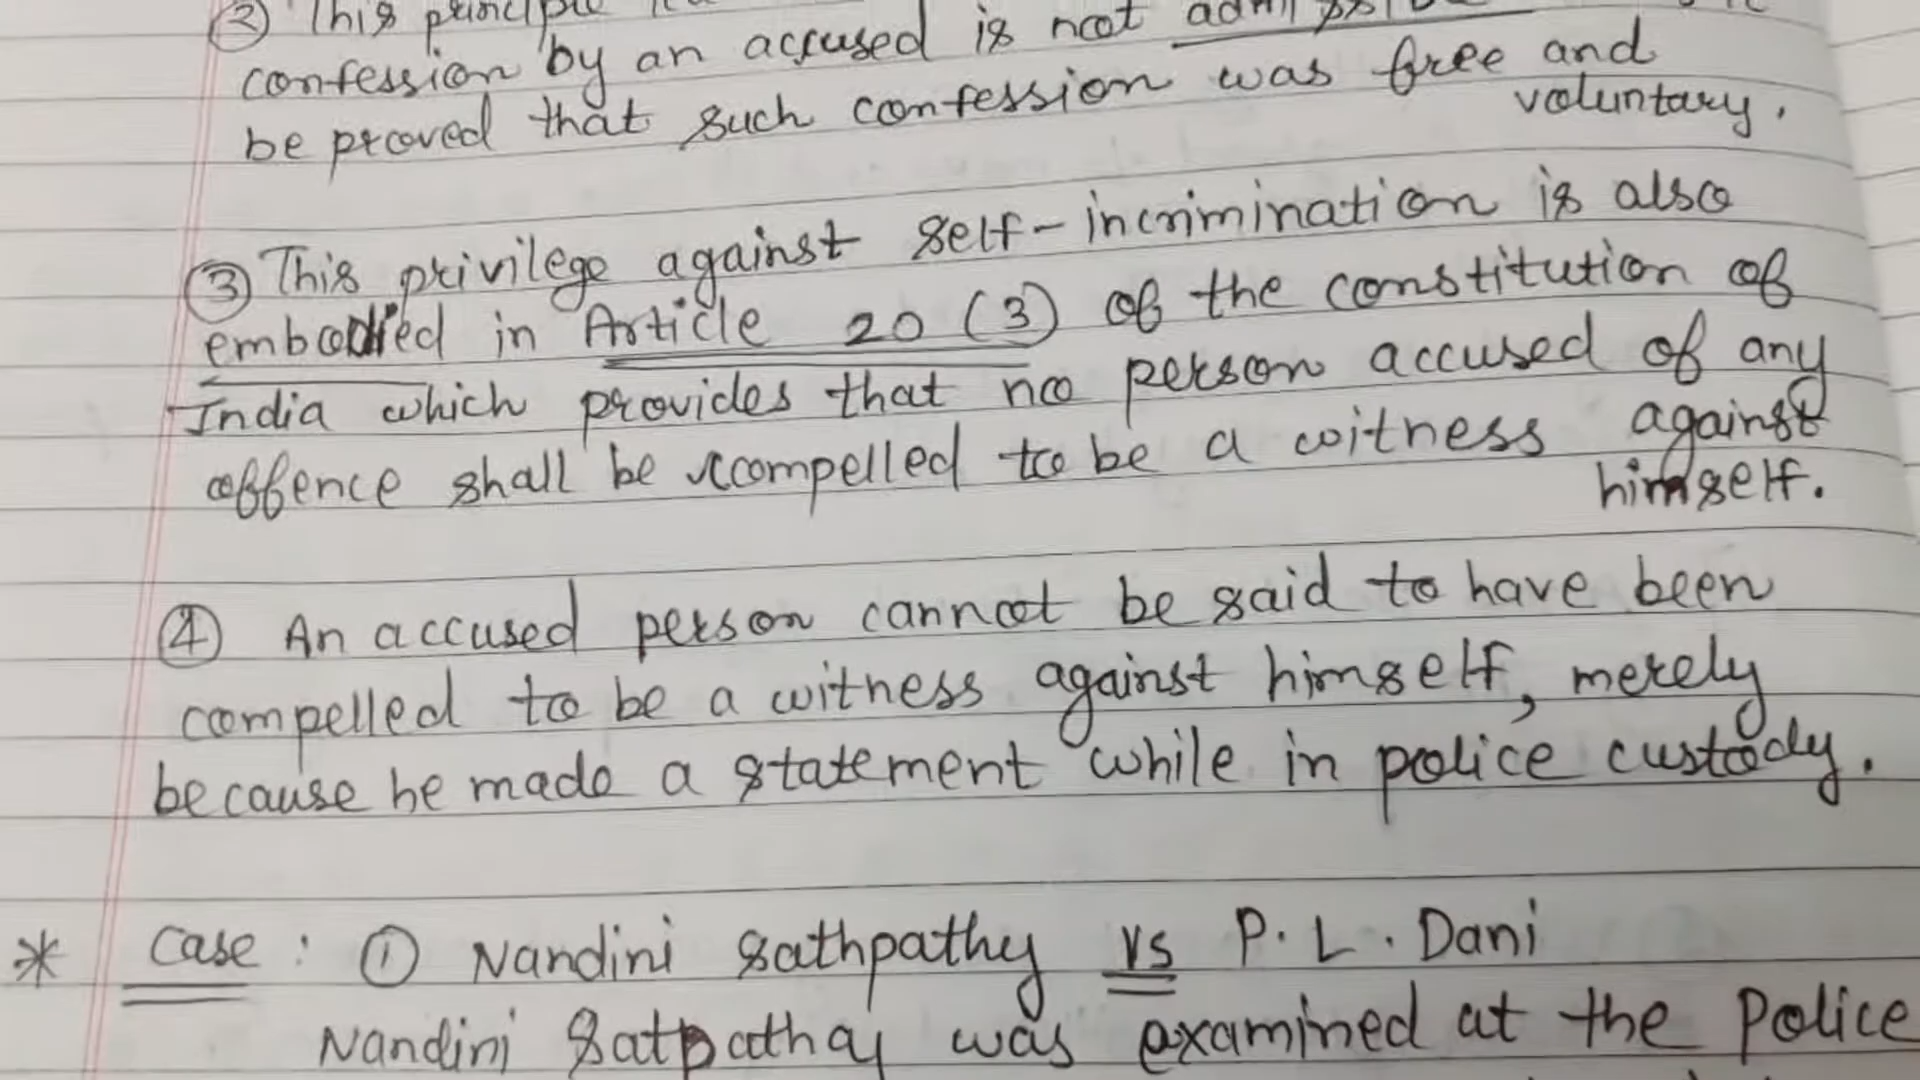 ② This principle
confession by an accused is not
be proved that such confession was free and
voluntary.
③ This privilege against self-incrimination is also
embodied in Article 20 (3) of the constitution of
India which provides that no person accused of any
offence shall be compelled to be a witness against
himself.
④ An accused person cannot be said to have been
compelled to be a witness against himself, merely
because he made a statement while in police custody.
* Case : ① Nandini Sathpathy vs P. L. Dani
Nandini Satpathy was examined at the Police